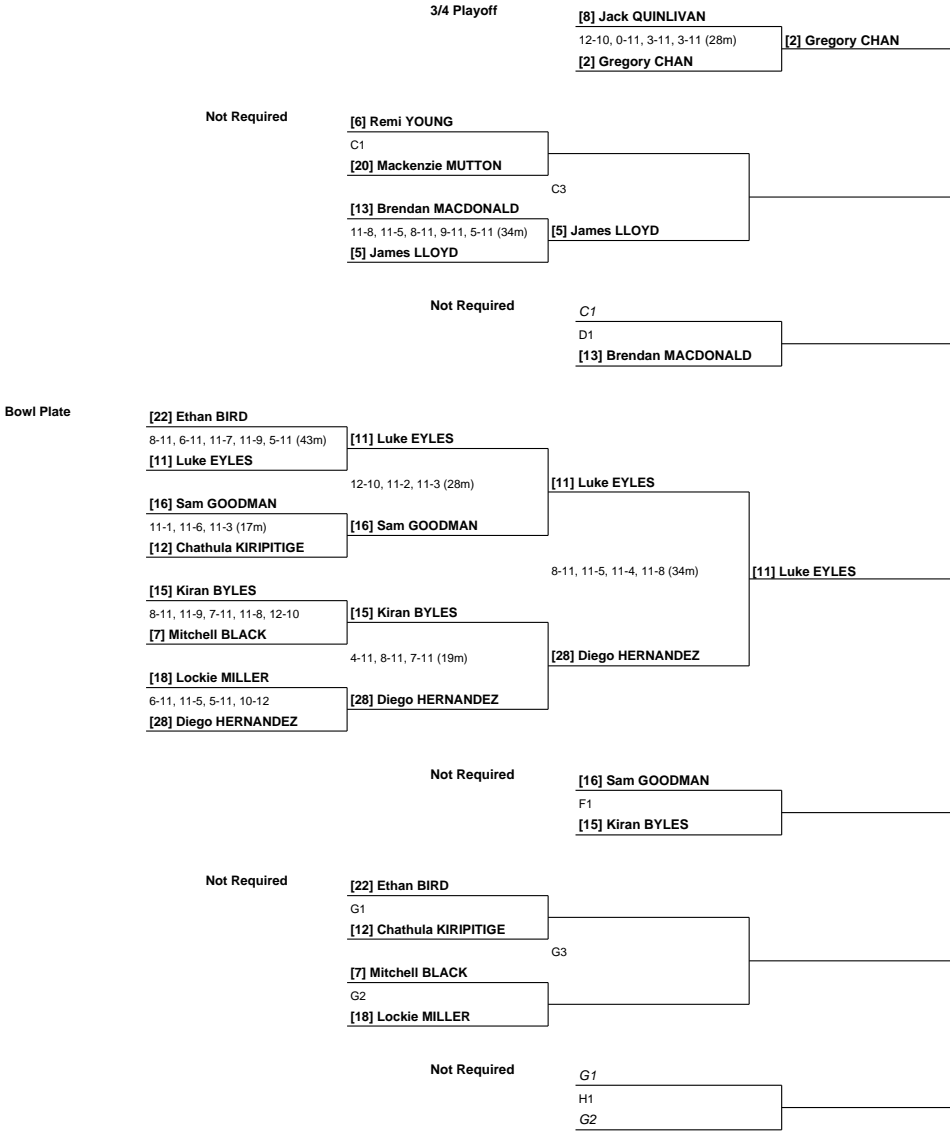 3/4 Playoff
[8] Jack QUINLIVAN
12-10, 0-11, 3-11, 3-11 (28m)
[2] Gregory CHAN
[2] Gregory CHAN
Not Required
[6] Remi YOUNG
C1
[20] Mackenzie MUTTON
C3
[13] Brendan MACDONALD
11-8, 11-5, 8-11, 9-11, 5-11 (34m)
[5] James LLOYD
[5] James LLOYD
Not Required
C1
D1
[13] Brendan MACDONALD
Bowl Plate
[22] Ethan BIRD
8-11, 6-11, 11-7, 11-9, 5-11 (43m)
[11] Luke EYLES
[11] Luke EYLES
12-10, 11-2, 11-3 (28m)
[11] Luke EYLES
[16] Sam GOODMAN
11-1, 11-6, 11-3 (17m)
[16] Sam GOODMAN
[12] Chathula KIRIPITIGE
8-11, 11-5, 11-4, 11-8 (34m)
[11] Luke EYLES
[15] Kiran BYLES
8-11, 11-9, 7-11, 11-8, 12-10
[15] Kiran BYLES
[7] Mitchell BLACK
4-11, 8-11, 7-11 (19m)
[28] Diego HERNANDEZ
[18] Lockie MILLER
6-11, 11-5, 5-11, 10-12
[28] Diego HERNANDEZ
[28] Diego HERNANDEZ
Not Required
[16] Sam GOODMAN
F1
[15] Kiran BYLES
Not Required
[22] Ethan BIRD
G1
[12] Chathula KIRIPITIGE
G3
[7] Mitchell BLACK
G2
[18] Lockie MILLER
Not Required
G1
H1
G2